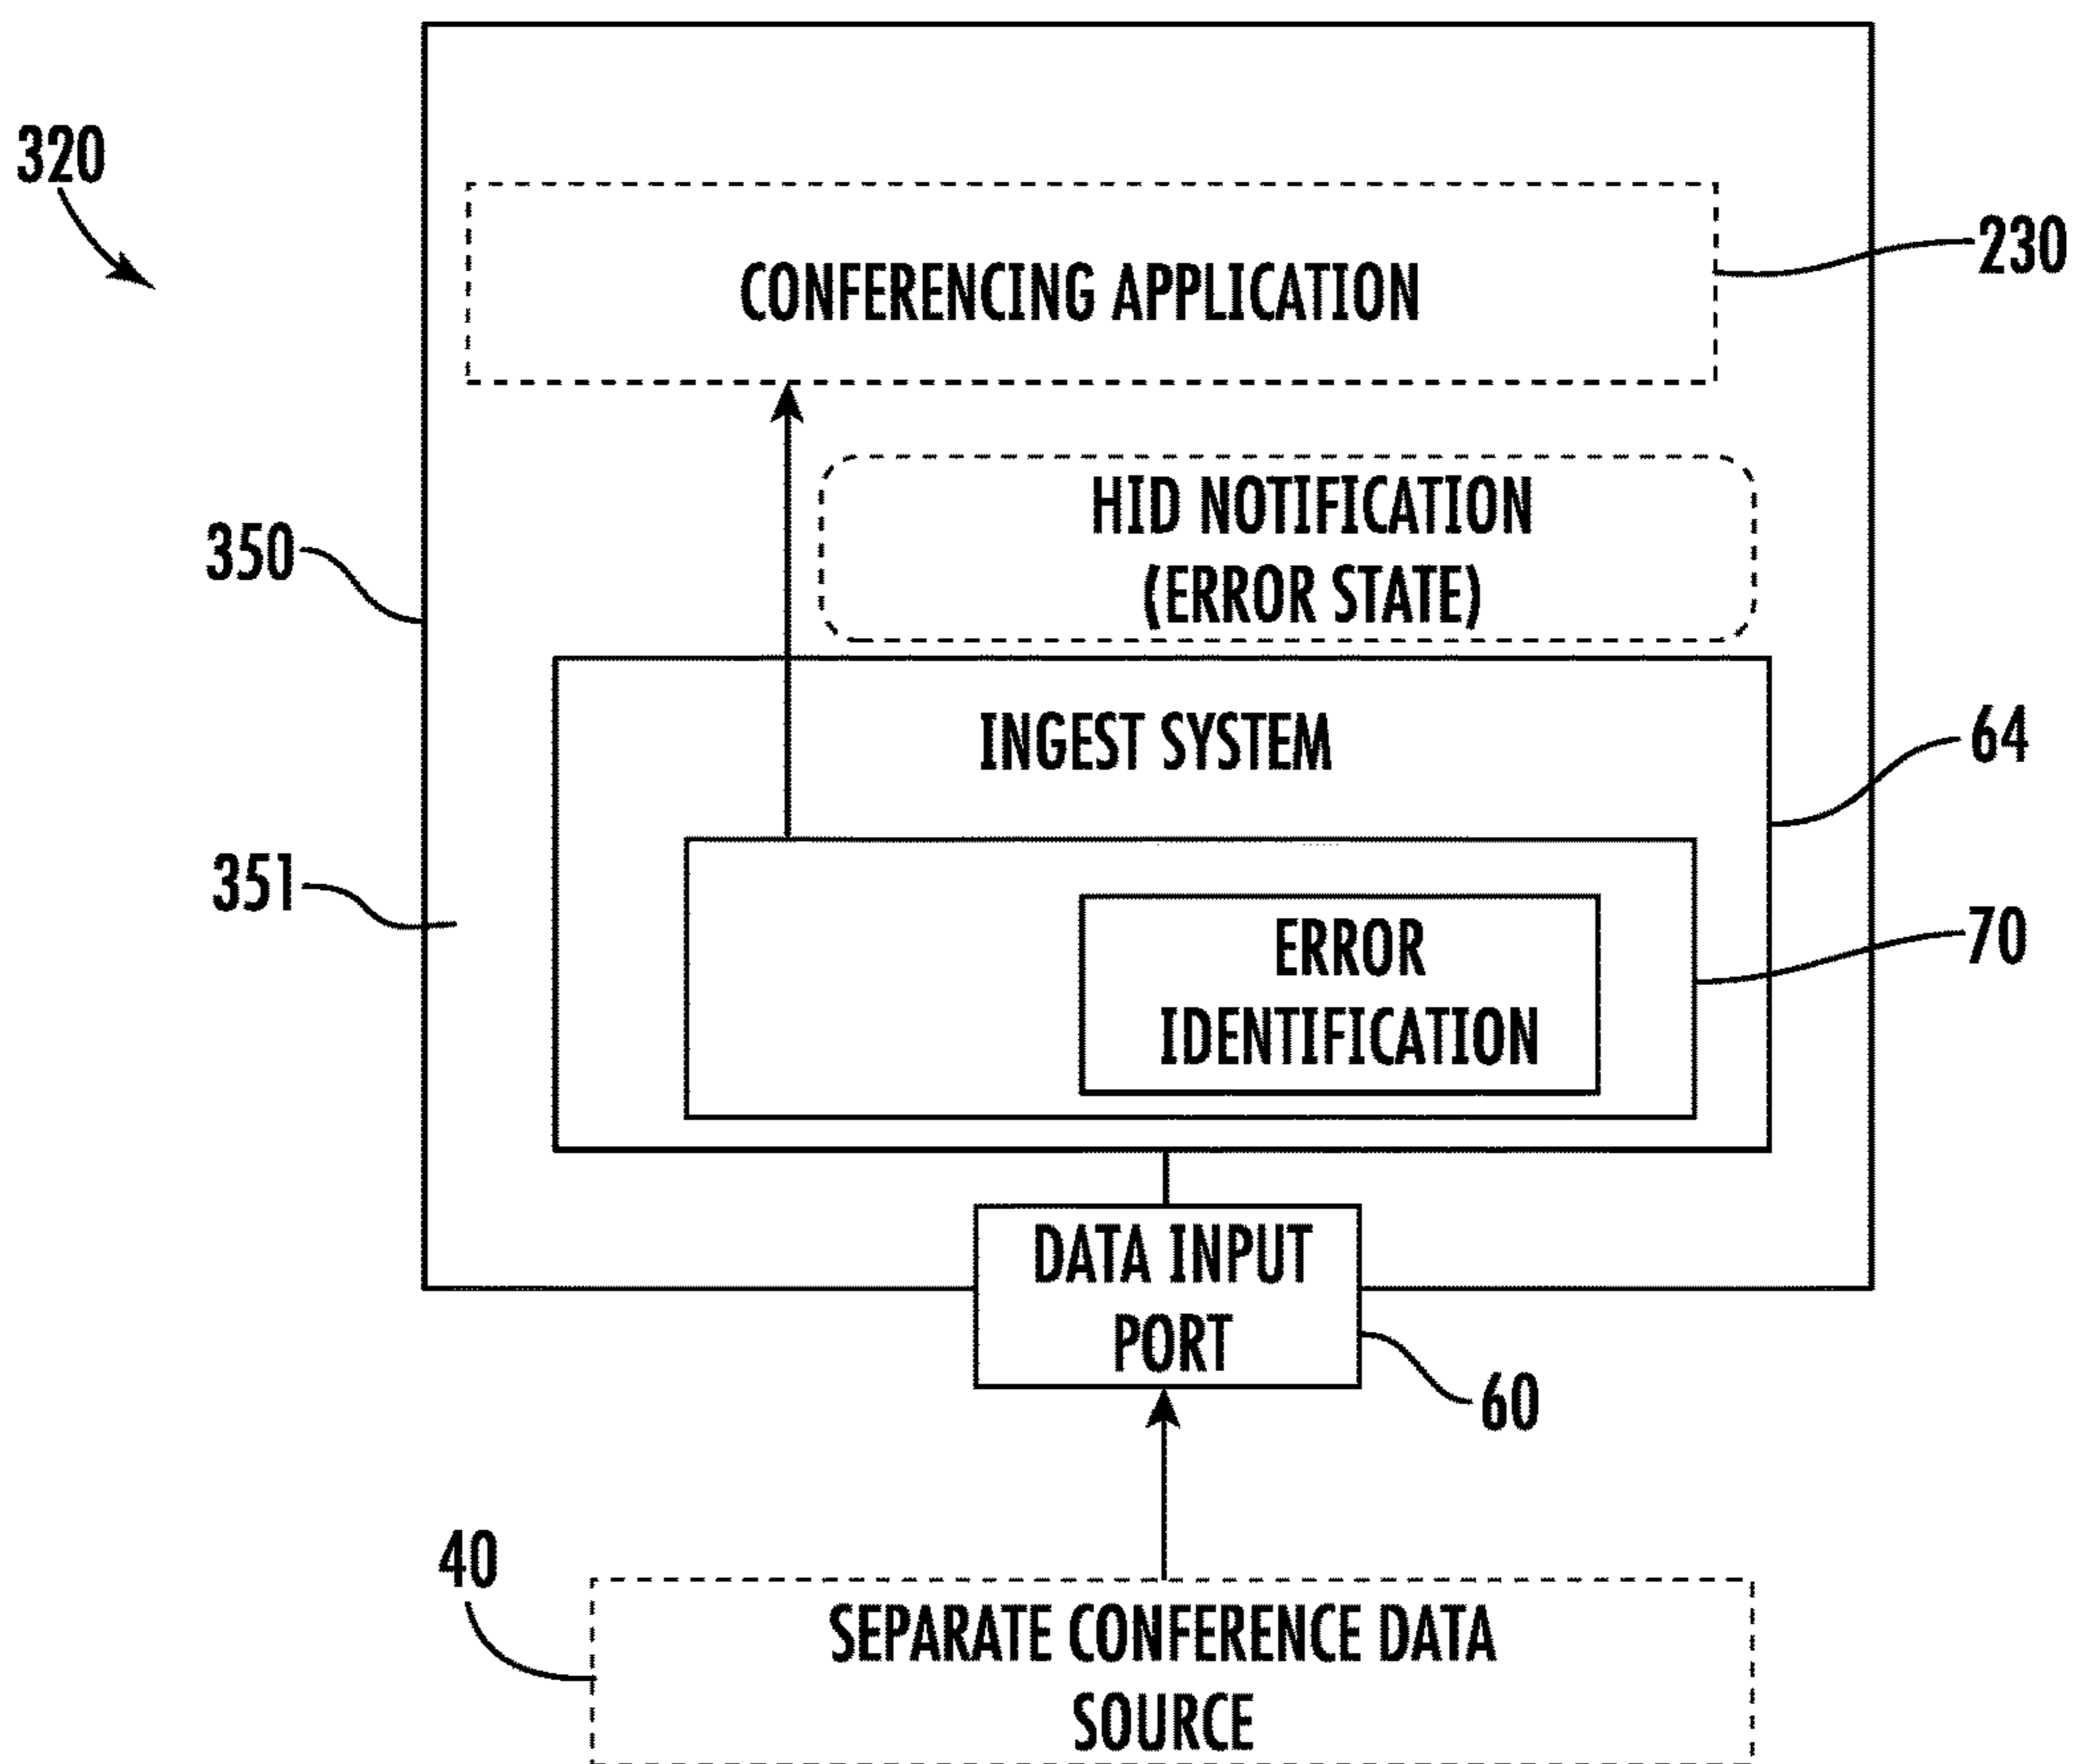 320
CONFERENCING APPLICATION
230
HID NOTIFICATION
(ERROR STATE)
350
INGEST SYSTEM
64
351
ERROR
IDENTIFICATION
70
DATA INPUT
PORT
60
40
SEPARATE CONFERENCE DATA
SOURCE